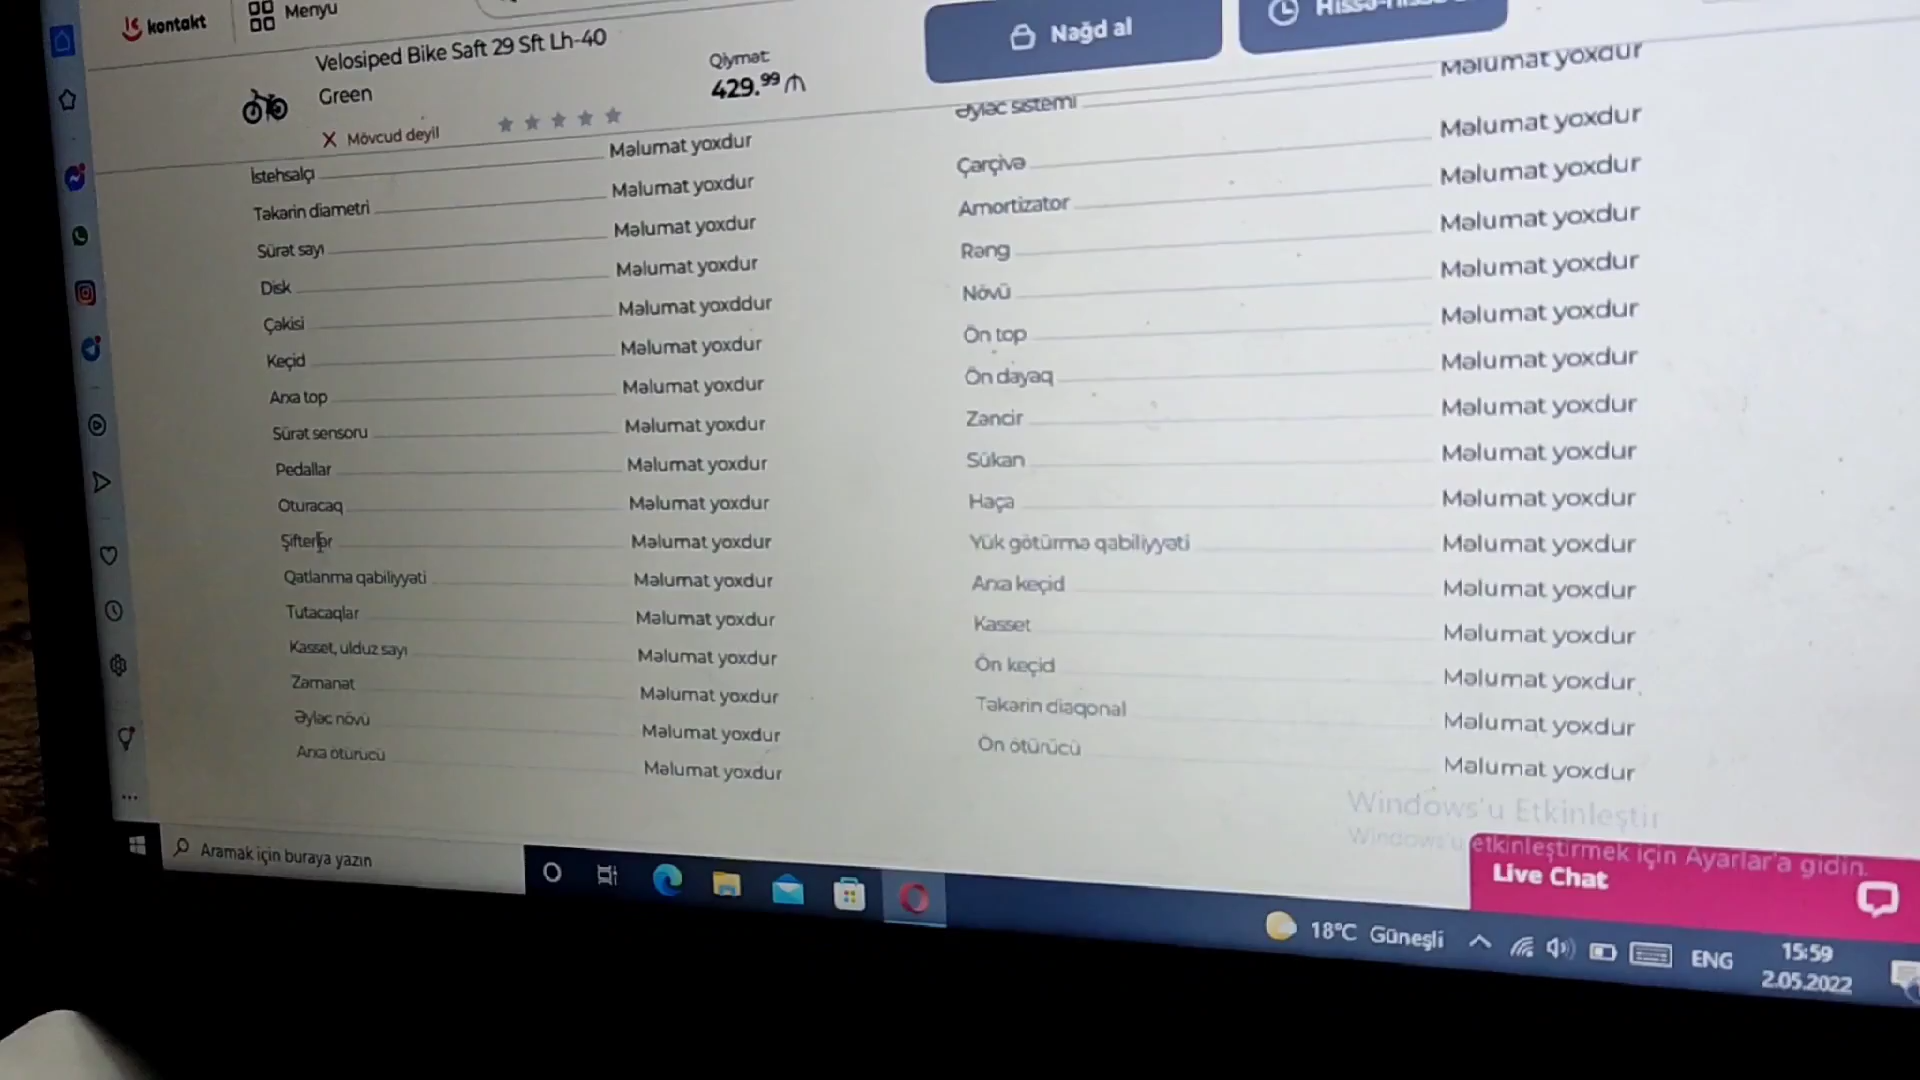 kontakt
Menyu
Velosiped Bike Saft 29 Sft Lh-40
Green
Mövcud deyil
Qiymət
429.99 ₼
Nağd al
İstehsalçı Məlumat yoxdur
Təkərin diametri Məlumat yoxdur
Sürət sayı Məlumat yoxdur
Disk Məlumat yoxdur
Çəkisi Məlumat yoxddur
Keçid Məlumat yoxdur
Arxa top Məlumat yoxdur
Sürət sensoru Məlumat yoxdur
Pedallar Məlumat yoxdur
Oturacaq Məlumat yoxdur
Şifterlər Məlumat yoxdur
Qatlanma qabiliyyəti Məlumat yoxdur
Tutacaqlar Məlumat yoxdur
Kasset, ulduz sayı Məlumat yoxdur
Zəmanət Məlumat yoxdur
Əyləc növü Məlumat yoxdur
Arxa ötürücü Məlumat yoxdur
Əyləc sistemi Məlumat yoxdur
Çərçivə Məlumat yoxdur
Amortizator Məlumat yoxdur
Rəng Məlumat yoxdur
Növü Məlumat yoxdur
Ön top Məlumat yoxdur
Ön dayaq Məlumat yoxdur
Zəncir Məlumat yoxdur
Sükan Məlumat yoxdur
Haça Məlumat yoxdur
Yük götürmə qabiliyyəti Məlumat yoxdur
Arxa keçid Məlumat yoxdur
Kasset Məlumat yoxdur
Ön keçid Məlumat yoxdur
Təkərin diaqonal Məlumat yoxdur
Ön ötürücü Məlumat yoxdur
Windows'u Etkinleştir
Windows'u etkinleştirmek için Ayarlar'a gidin.
Live Chat
Aramak için buraya yazın
18°C Güneşli
ENG
15:59
2.05.2022